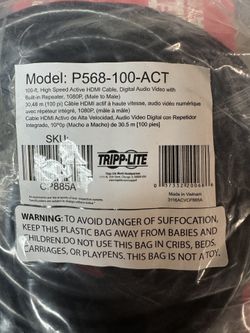 Model: P568-100-ACT
100-ft. High Speed Active HDMI Cable, Digital Audio Video with
Built-in Repeater, 1080P, (Male to Male)
30.48 m (100 pi) Câble HDMI actif à haute vitesse, audio vidéo numérique
avec répéteur intégré, 1080P, (mâle à mâle)
Cable HDMI Activo de Alta Velocidad, Audio Video Digital con Repetidor
Integrado, 1080p (Macho a Macho) de 30.5 m [100 pies]
SKU
TRIPP·LITE
Made in Vietnam
WARNING: TO AVOID DANGER OF SUFFOCATION,
KEEP THIS PLASTIC BAG AWAY FROM BABIES AND
CHILDREN.DO NOT USE THIS BAG IN CRIBS, BEDS,
CARRIAGES, OR PLAYPENS. THIS BAG IS NOT A TOY.